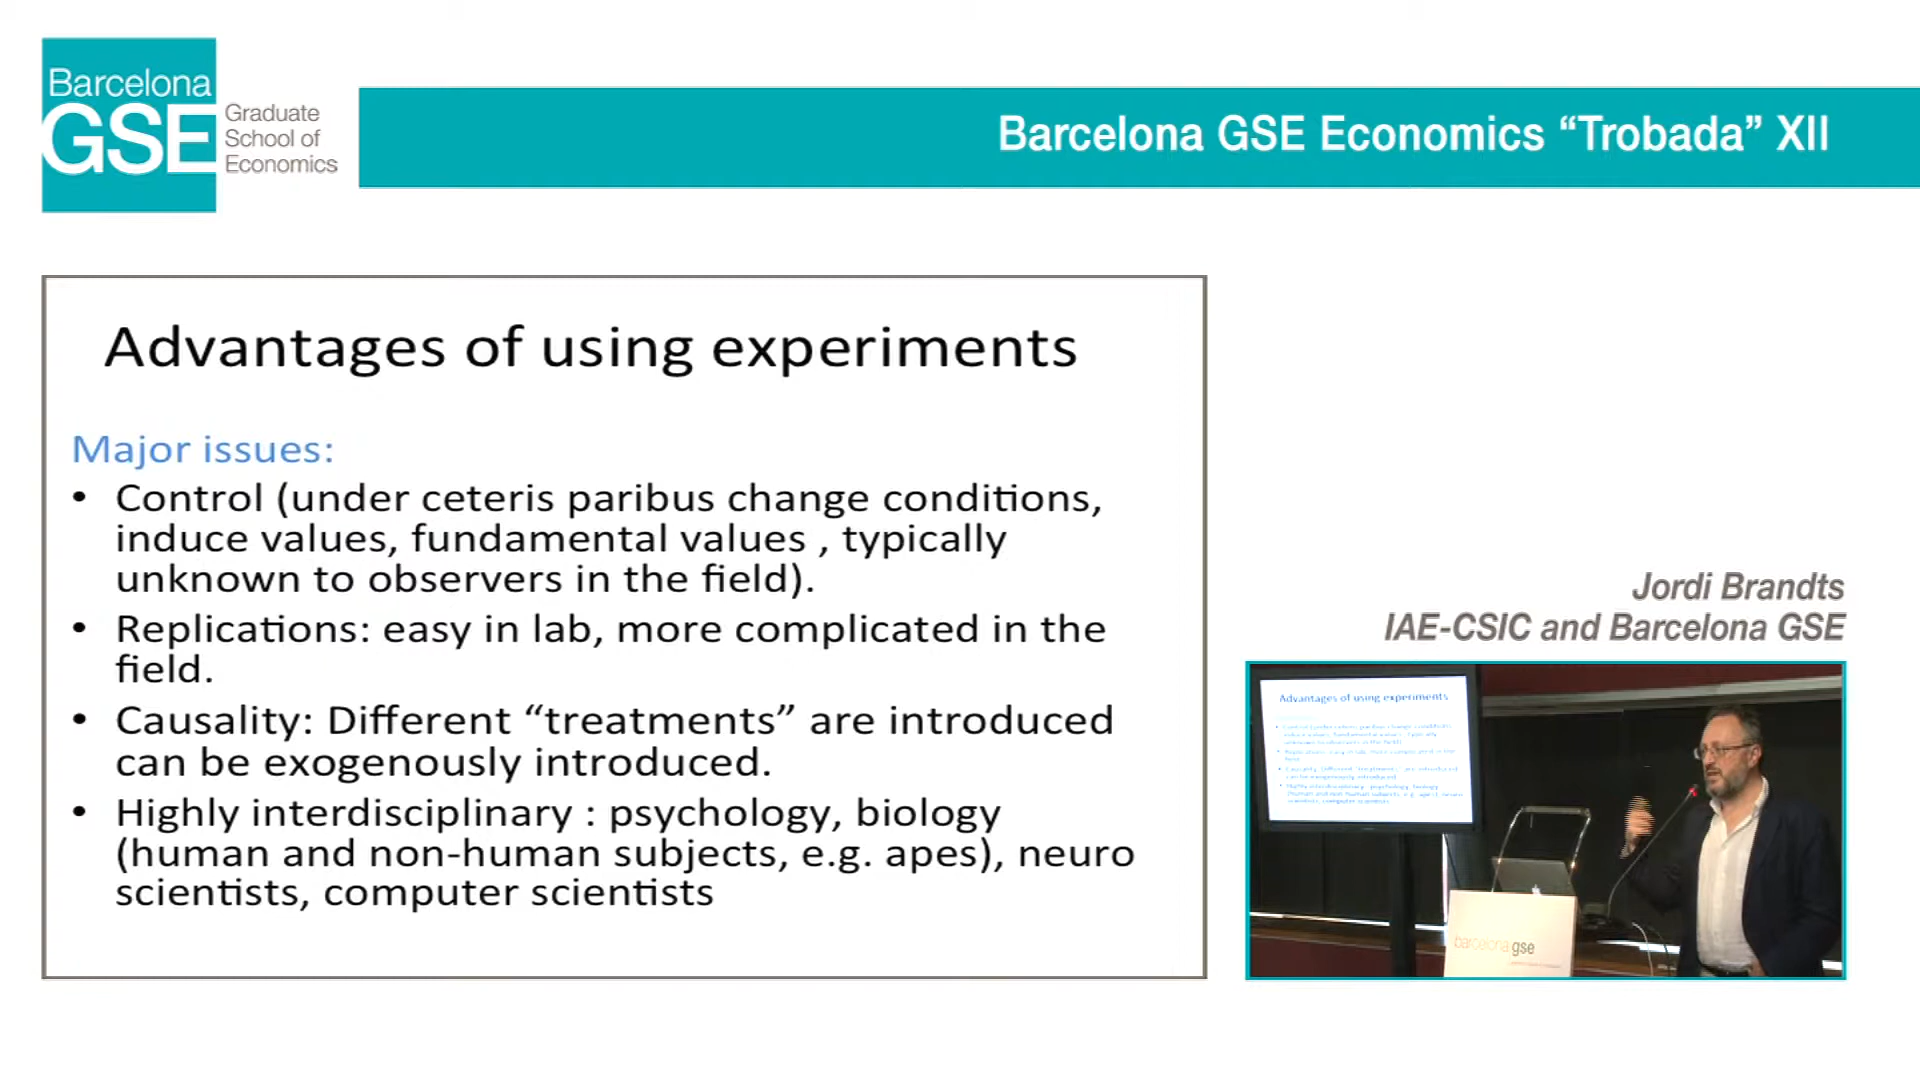 Barcelona
GSE
Graduate
School of
Economics
Barcelona GSE Economics “Trobada” XII
Advantages of using experiments
Major issues:
• Control (under ceteris paribus change conditions,
induce values, fundamental values , typically
unknown to observers in the field).
• Replications: easy in lab, more complicated in the
field.
• Causality: Different “treatments” are introduced
can be exogenously introduced.
• Highly interdisciplinary : psychology, biology
(human and non-human subjects, e.g. apes), neuro
scientists, computer scientists
Jordi Brandts
IAE-CSIC and Barcelona GSE
Advantages of using experiments
barcelona gse